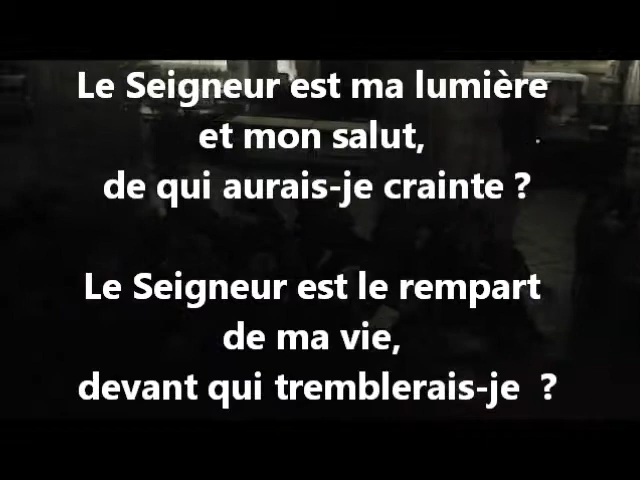 Le Seigneur est ma lumière
et mon salut,
de qui aurais-je crainte ?
Le Seigneur est le rempart
de ma vie,
devant qui tremblerais-je  ?